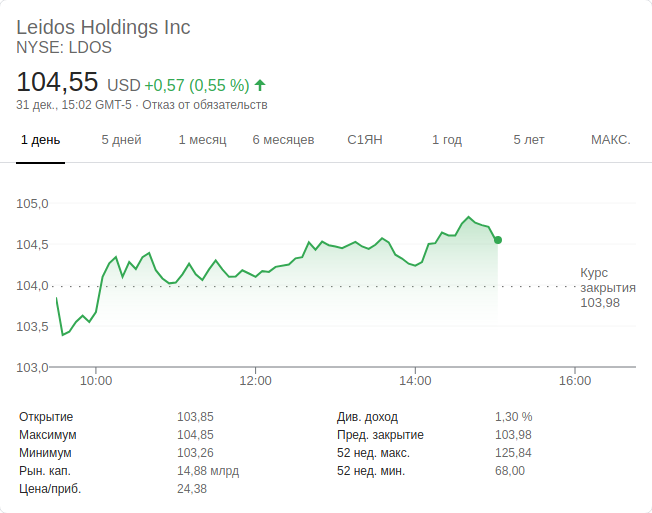 Leidos Holdings Inc
NYSE: LDOS
104,55 USD +0,57 (0,55 %)
31 дек., 15:02 GMT-5 · Отказ от обязательств
1 день 5 дней 1 месяц 6 месяцев С1ЯН 1 год 5 лет МАКС.
105,0
104,5
104,0
103,5
103,0
Курс
закрытия
103,98
10:00 12:00 14:00 16:00
Открытие 103,85
Максимум 104,85
Минимум 103,26
Рын. кап. 14,88 млрд
Цена/приб. 24,38
Див. доход 1,30 %
Пред. закрытие 103,98
52 нед. макс. 125,84
52 нед. мин. 68,00